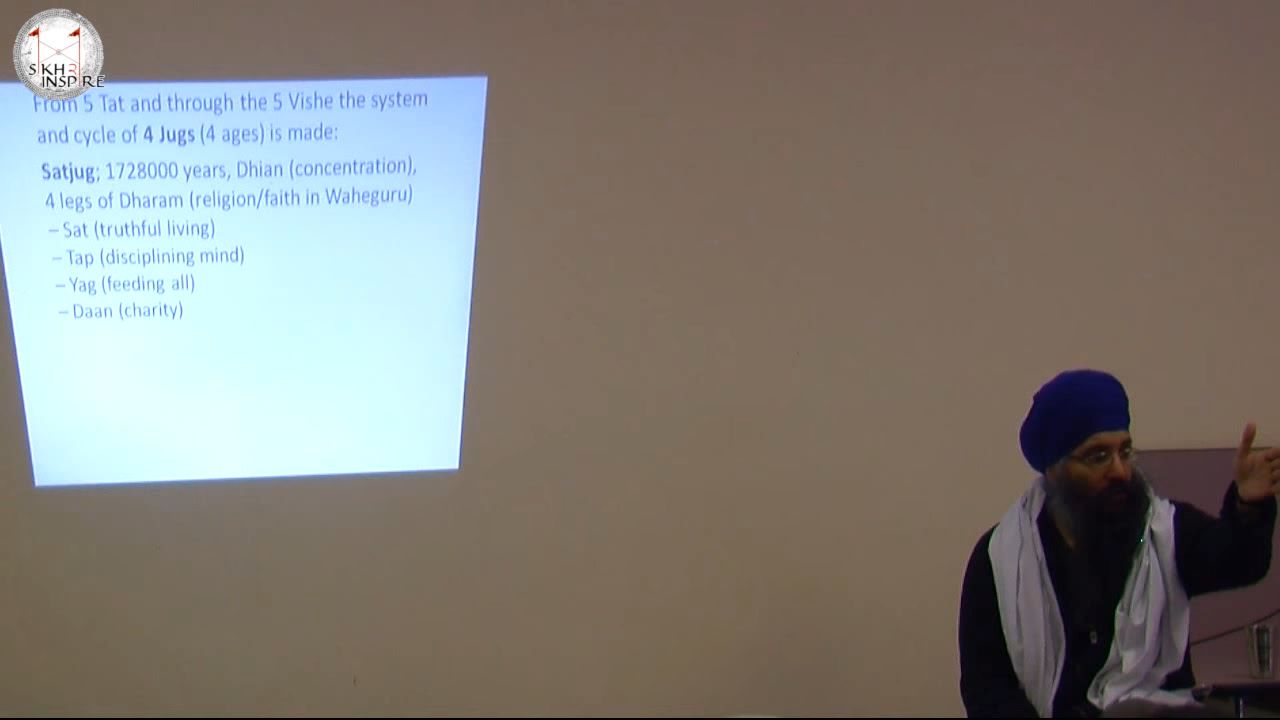 SIKH2
INSPIRE
From 5 Tat and through the 5 Vishe the system
and cycle of 4 Jugs (4 ages) is made:
Satjug; 1728000 years, Dhian (concentration),
4 legs of Dharam (religion/faith in Waheguru)
– Sat (truthful living)
– Tap (disciplining mind)
– Yag (feeding all)
– Daan (charity)